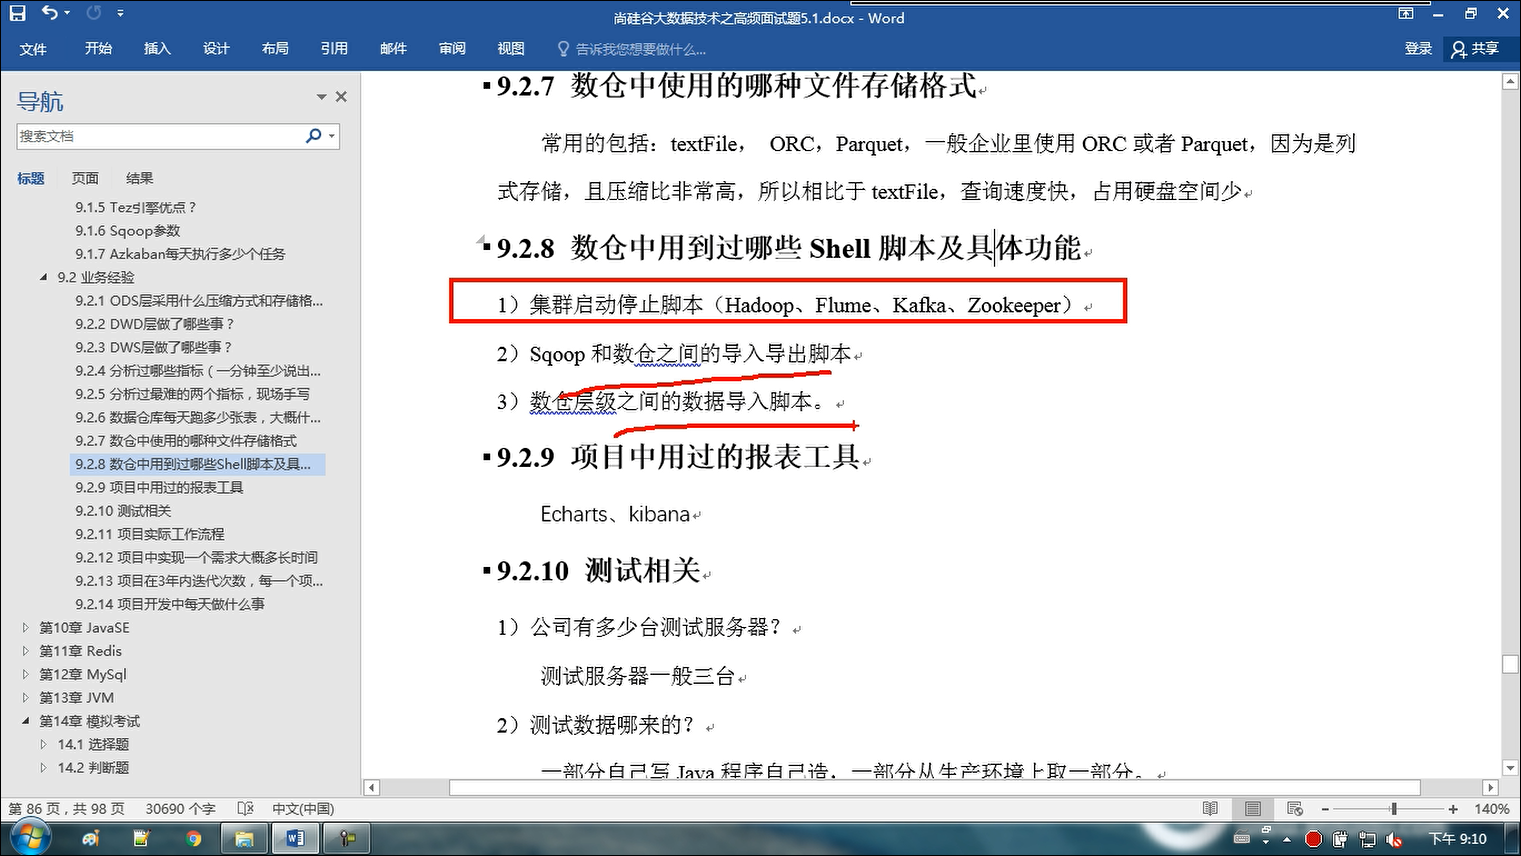 尚硅谷大数据技术之高频面试题5.1.docx - Word
文件 开始 插入 设计 布局 引用 邮件 审阅 视图 告诉我您想要做什么... 登录 共享
导航
搜索文档
标题 页面 结果
9.1.5 Tez引擎优点？
9.1.6 Sqoop参数
9.1.7 Azkaban每天执行多少个任务
9.2 业务经验
9.2.1 ODS层采用什么压缩方式和存储格...
9.2.2 DWD层做了哪些事？
9.2.3 DWS层做了哪些事？
9.2.4 分析过哪些指标（一分钟至少说出...
9.2.5 分析过最难的两个指标，现场手写
9.2.6 数据仓库每天跑多少张表，大概什...
9.2.7 数仓中使用的哪种文件存储格式
9.2.8 数仓中用到过哪些Shell脚本及具...
9.2.9 项目中用过的报表工具
9.2.10 测试相关
9.2.11 项目实际工作流程
9.2.12 项目中实现一个需求大概多长时间
9.2.13 项目在3年内迭代次数，每一个项...
9.2.14 项目开发中每天做什么事
第10章 JavaSE
第11章 Redis
第12章 MySql
第13章 JVM
第14章 模拟考试
14.1 选择题
14.2 判断题
9.2.7 数仓中使用的哪种文件存储格式
常用的包括：textFile， ORC，Parquet，一般企业里使用 ORC 或者 Parquet，因为是列
式存储，且压缩比非常高，所以相比于 textFile，查询速度快，占用硬盘空间少
9.2.8 数仓中用到过哪些 Shell 脚本及具体功能
1）集群启动停止脚本（Hadoop、Flume、Kafka、Zookeeper）
2）Sqoop 和数仓之间的导入导出脚本
3）数仓层级之间的数据导入脚本。
9.2.9 项目中用过的报表工具
Echarts、kibana
9.2.10 测试相关
1）公司有多少台测试服务器？
测试服务器一般三台
2）测试数据哪来的？
一部分自己写 Java 程序自己造，一部分从生产环境上取一部分。
第 86 页，共 98 页 30690 个字 中文(中国) 140%
下午 9:10